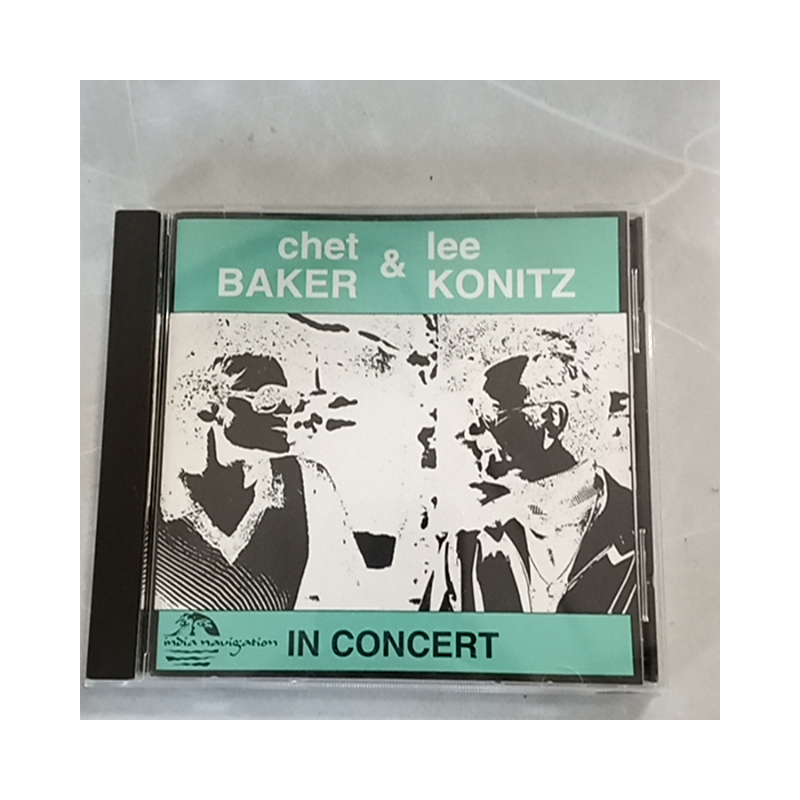 chet & lee
BAKER KONITZ
india navigation IN CONCERT